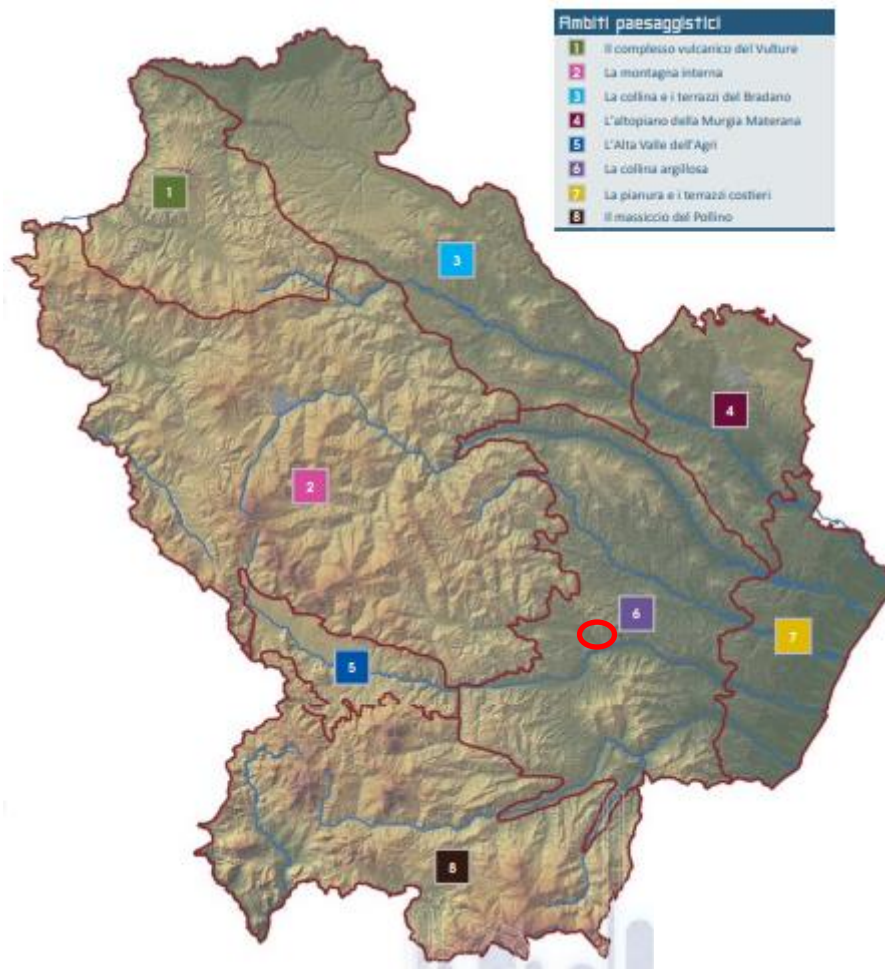 Ambiti paesaggistici
1 Il complesso vulcanico del Vulture
2 La montagna interna
3 La collina e i terrazzi del Bradano
4 L'altopiano della Murgia Materana
5 L'Alta Valle dell'Agri
6 La collina argillosa
7 La pianura e i terrazzi costieri
8 Il massiccio del Pollino
1
3
4
2
6
7
5
8